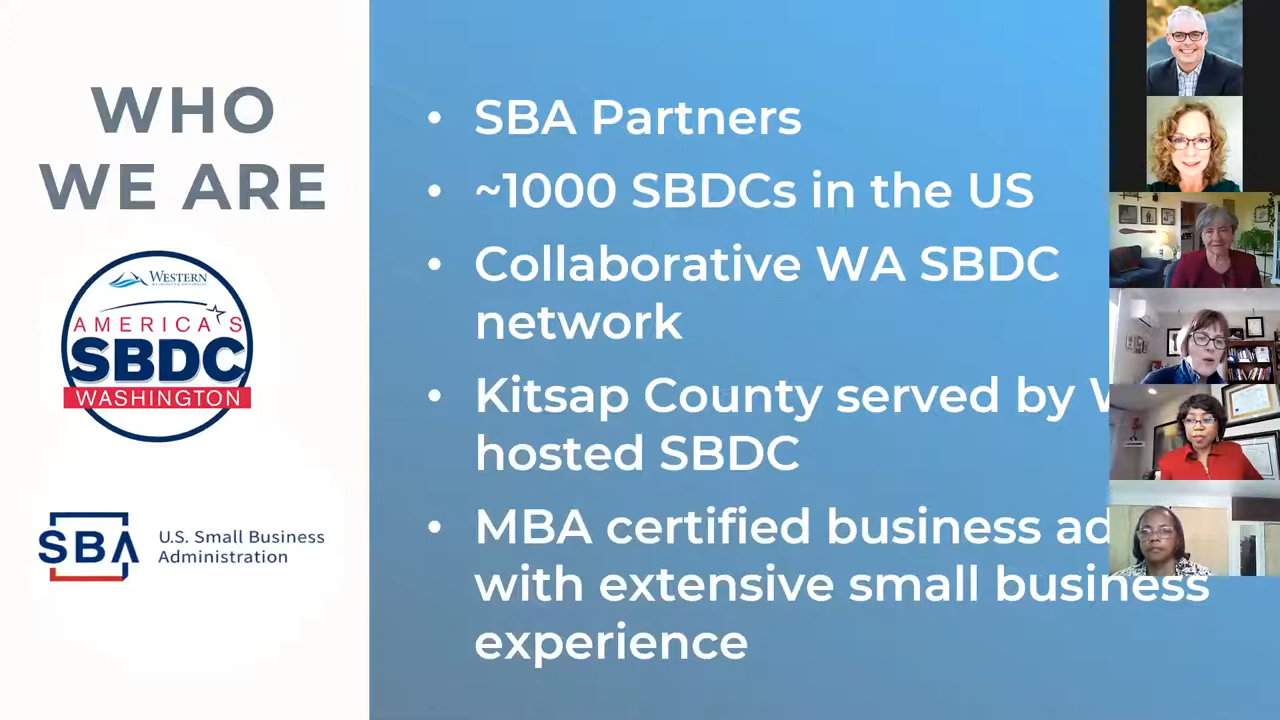 WHO
WE ARE
WESTERN
AMERICA'S
SBDC
WASHINGTON
SBA
U.S. Small Business
Administration
• SBA Partners
• ~1000 SBDCs in the US
• Collaborative WA SBDC
network
• Kitsap County served by
hosted SBDC
• MBA certified business
with extensive small business
experience